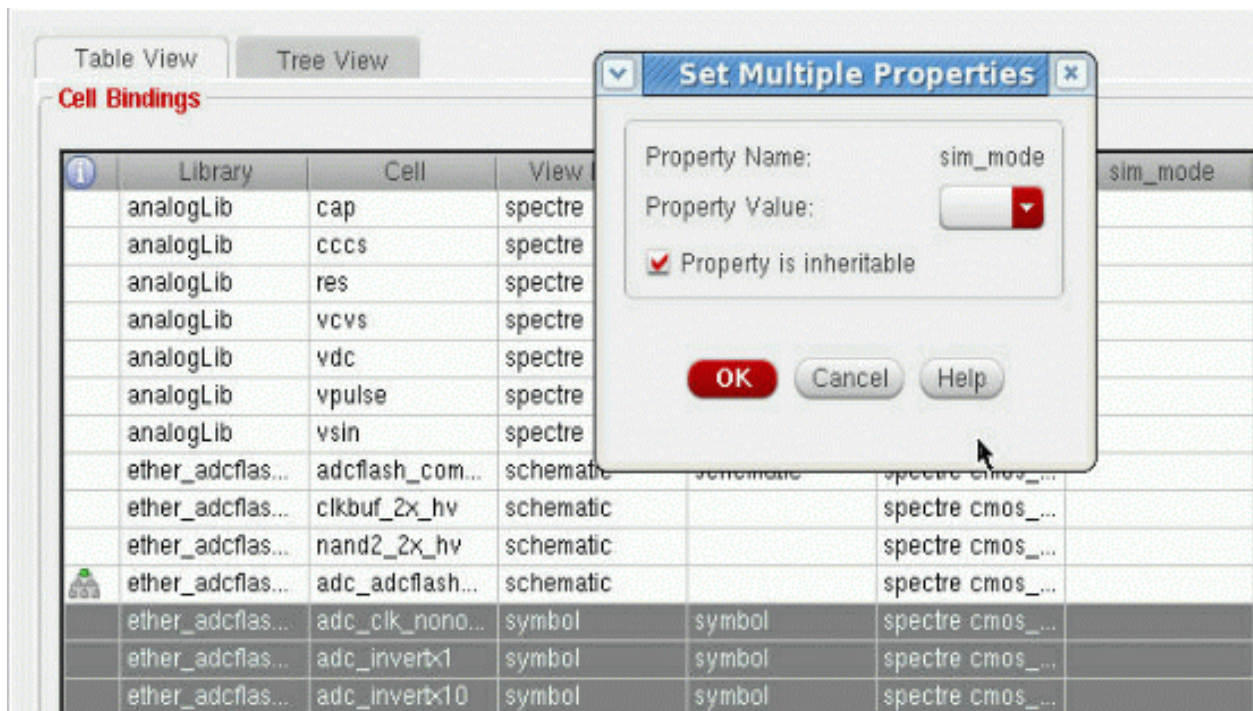 Table View Tree View
Cell Bindings
Set Multiple Properties
Property Name: sim_mode
Property Value:
Property is inheritable
OK Cancel Help
Library Cell View sim_mode
analogLib cap spectre
analogLib cccs spectre
analogLib res spectre
analogLib vcvs spectre
analogLib vdc spectre
analogLib vpulse spectre
analogLib vsin spectre
ether_adcflas... adcflash_com... schematic schematic spectre cmos_...
ether_adcflas... clkbuf_2x_hv schematic spectre cmos_...
ether_adcflas... nand2_2x_hv schematic spectre cmos_...
ether_adcflas... adc_adcflash... schematic spectre cmos_...
ether_adcflas... adc_clk_nono... symbol symbol spectre cmos_...
ether_adcflas... adc_invertx1 symbol symbol spectre cmos_...
ether_adcflas... adc_invertx10 symbol symbol spectre cmos_...